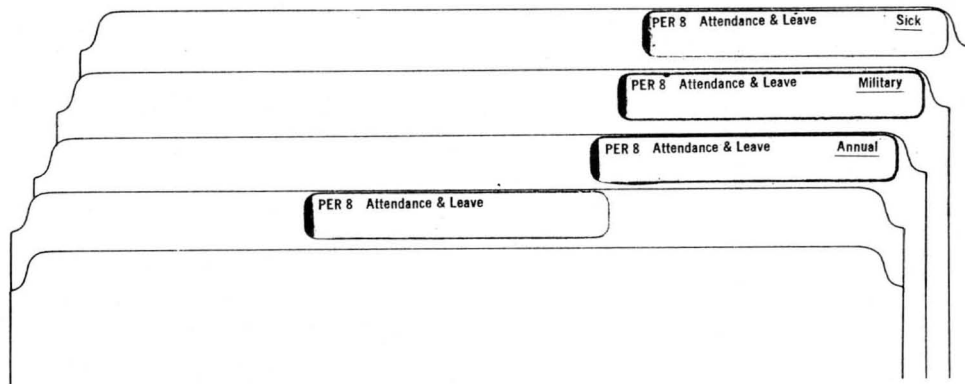 PER 8 Attendance & Leave Sick
PER 8 Attendance & Leave Military
PER 8 Attendance & Leave Annual
PER 8 Attendance & Leave